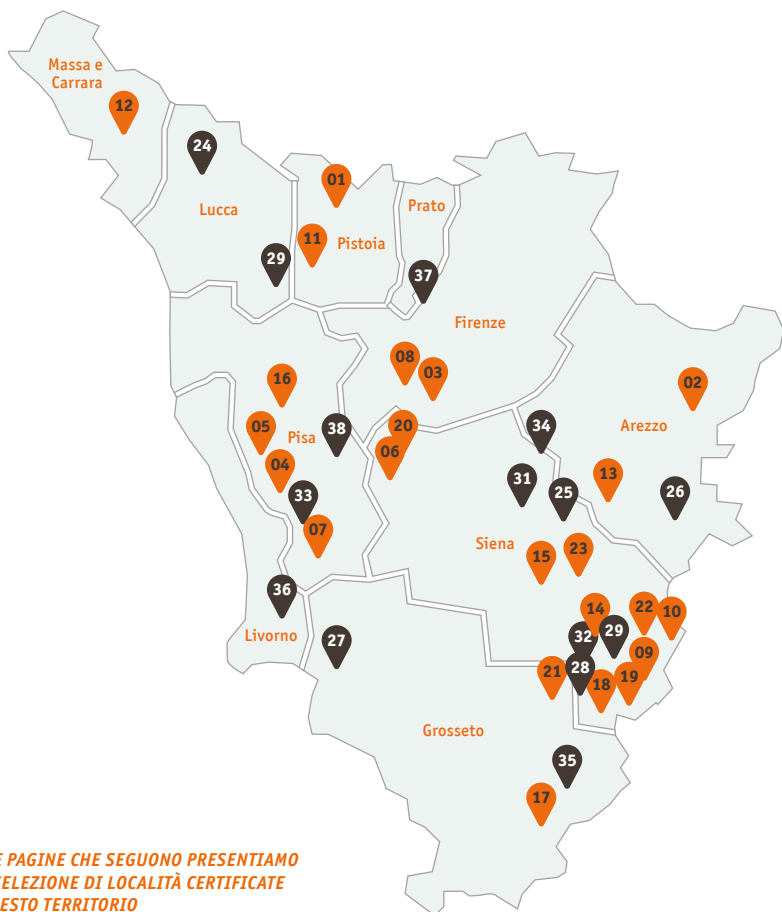 Massa e
Carrara
12
24
01
Lucca
Prato
11
Pistoia
29
37
Firenze
08
03
16
02
05
Pisa
38
20
34
Arezzo
06
04
31
25
13
26
33
07
Siena
15
23
36
14
22
10
Livorno
27
32
29
09
28
21
18
19
Grosseto
35
17
PAGINE CHE SEGUONO PRESENTIAMO
DI LOCALITÀ CERTIFICATE
TERRITORIO